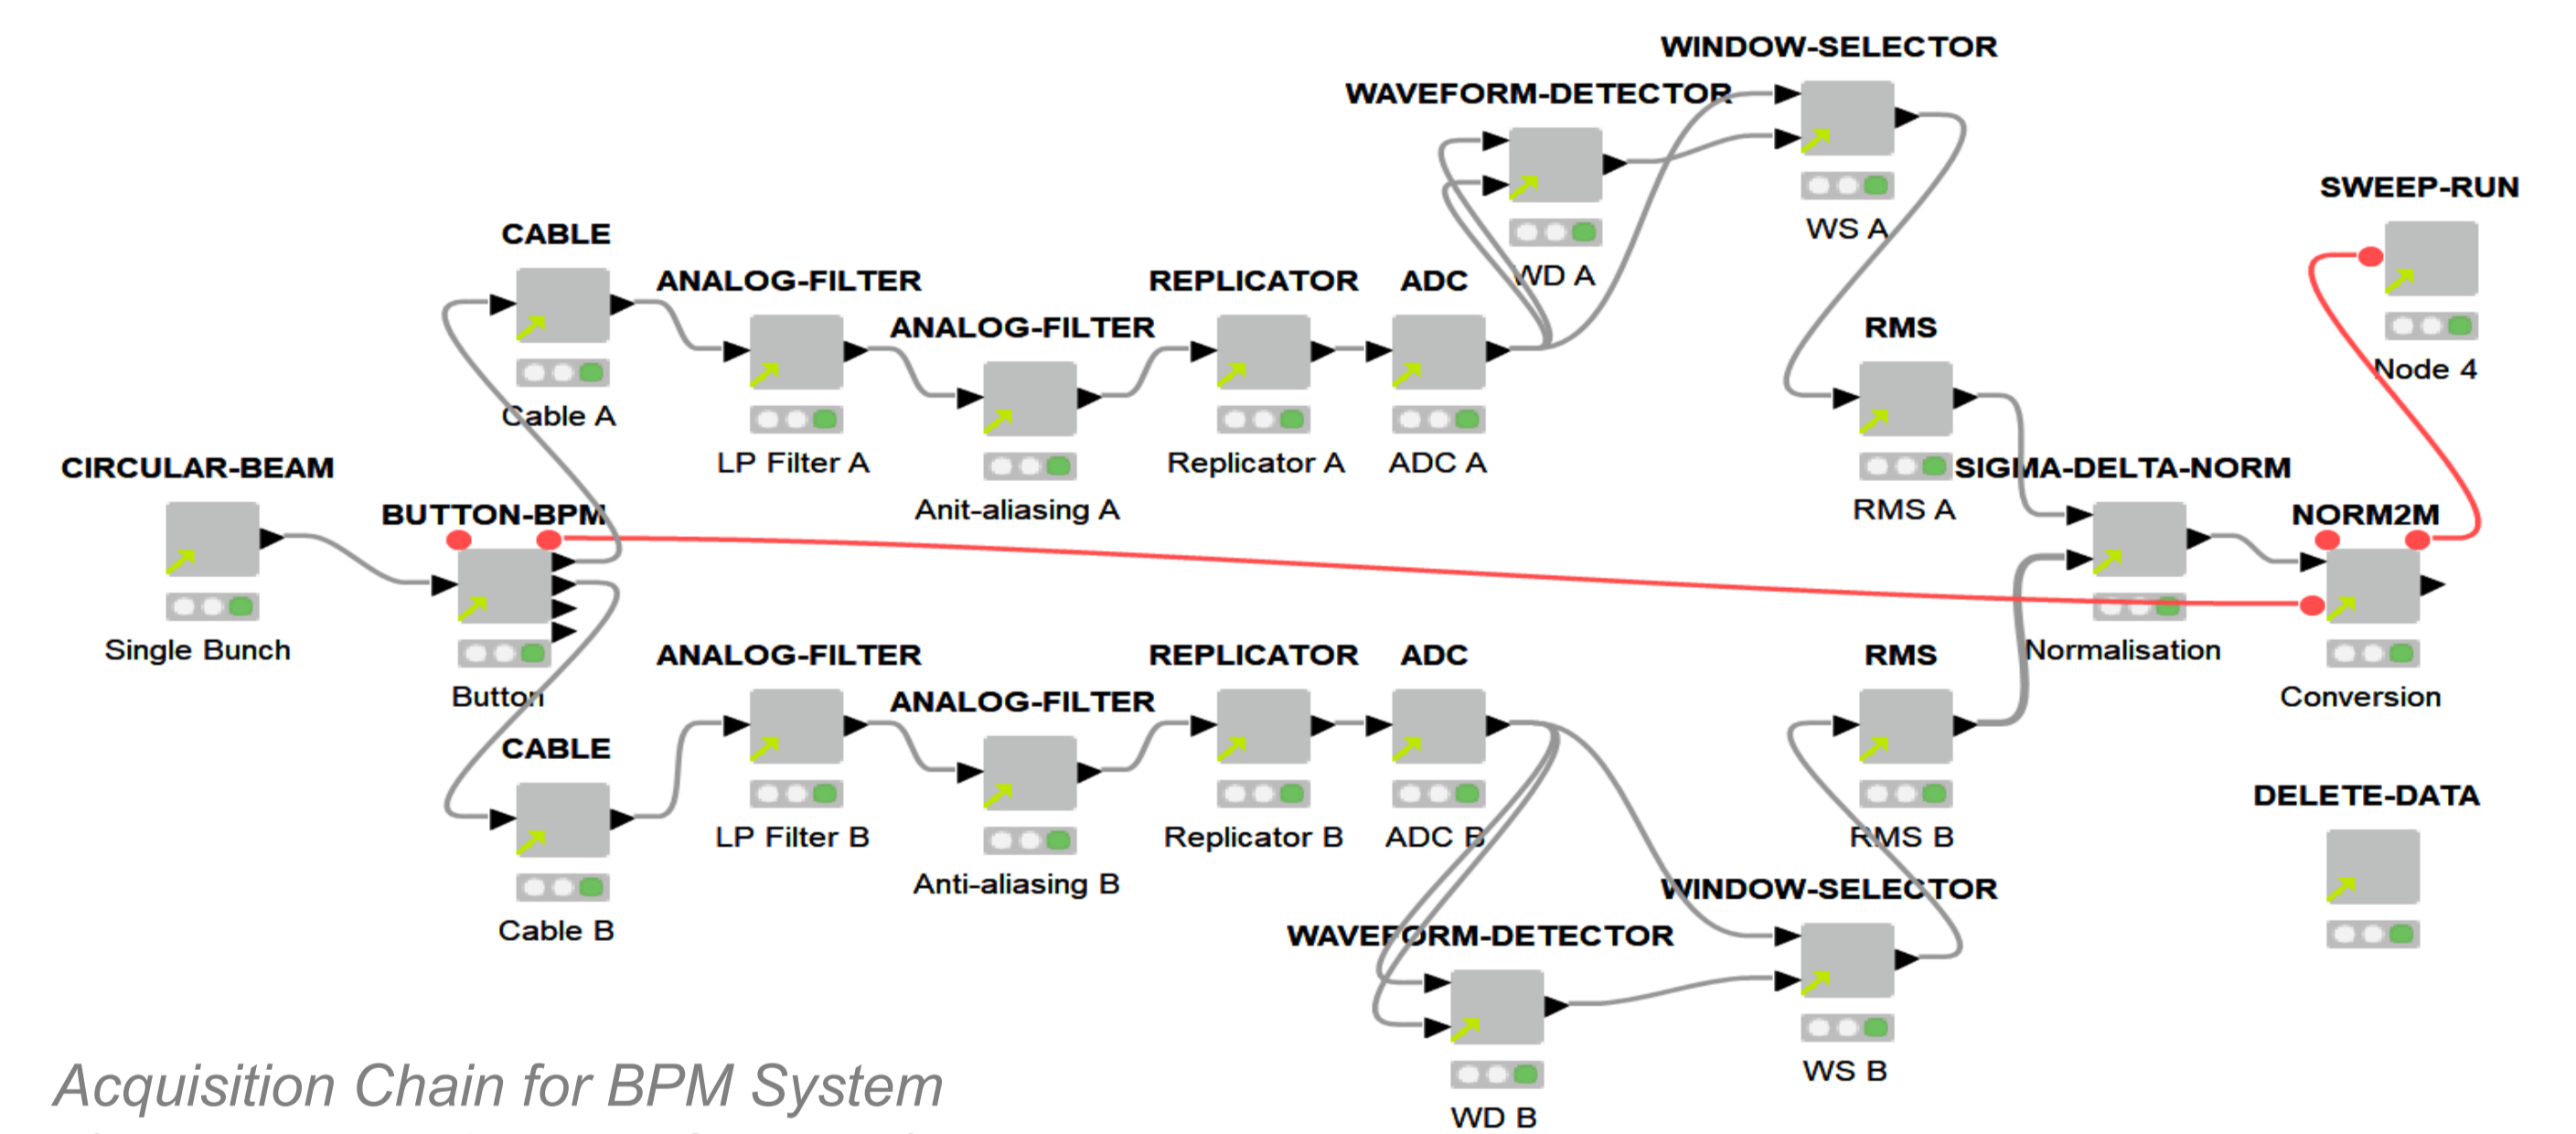 WINDOW-SELECTOR
WAVEFORM-DETECTOR
SWEEP-RUN
WS A
CABLE
WD A
ANALOG-FILTER
REPLICATOR
ADC
ANALOG-FILTER
RMS
Node 4
Cable A
LP Filter A
Replicator A
ADC A
CIRCULAR-BEAM
SIGMA-DELTA-NORM
Anit-aliasing A
RMS A
BUTTON-BPM
NORM2M
Single Bunch
Normalisation
ANALOG-FILTER
REPLICATOR
ADC
RMS
Button
ANALOG-FILTER
Conversion
CABLE
DELETE-DATA
LP Filter B
Replicator B
ADC B
RMS B
Anti-aliasing B
WINDOW-SELECTOR
Cable B
WAVEFORM-DETECTOR
WS B
Acquisition Chain for BPM System
WD B